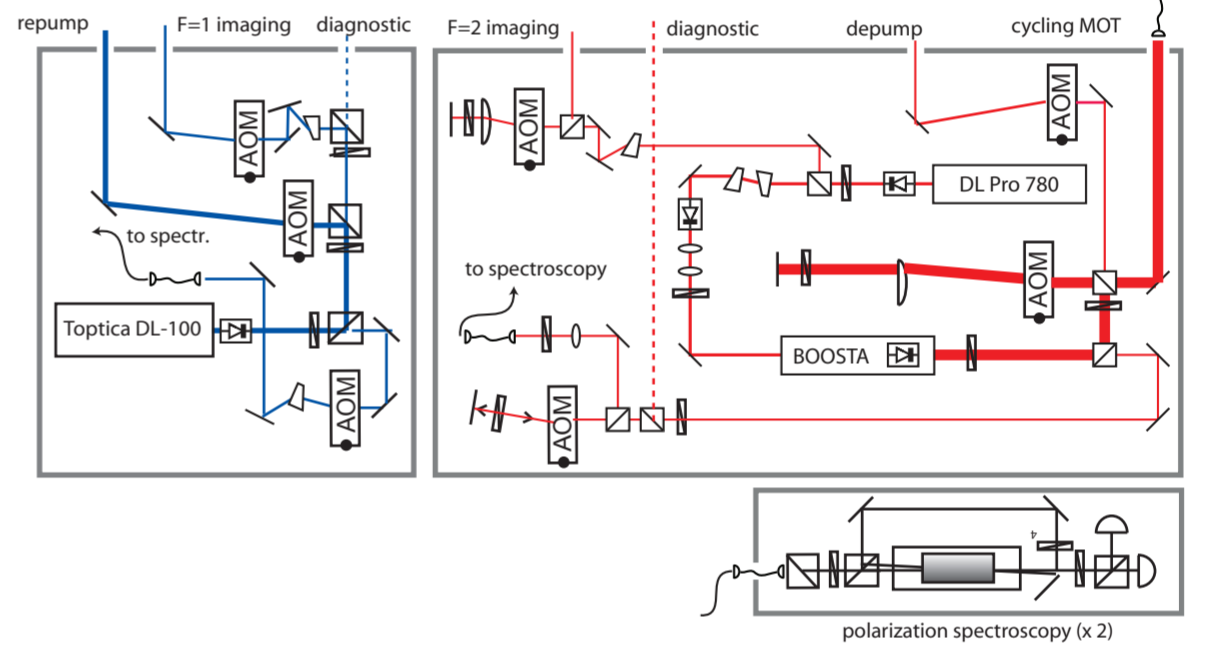 repump
F=1 imaging
diagnostic
F=2 imaging
diagnostic
depump
cycling MOT
AOM
AOM
AOM
AOM
DL Pro 780
to spectr.
AOM
to spectroscopy
Toptica DL-100
BOOSTA
AOM
AOM
4
polarization spectroscopy (x 2)